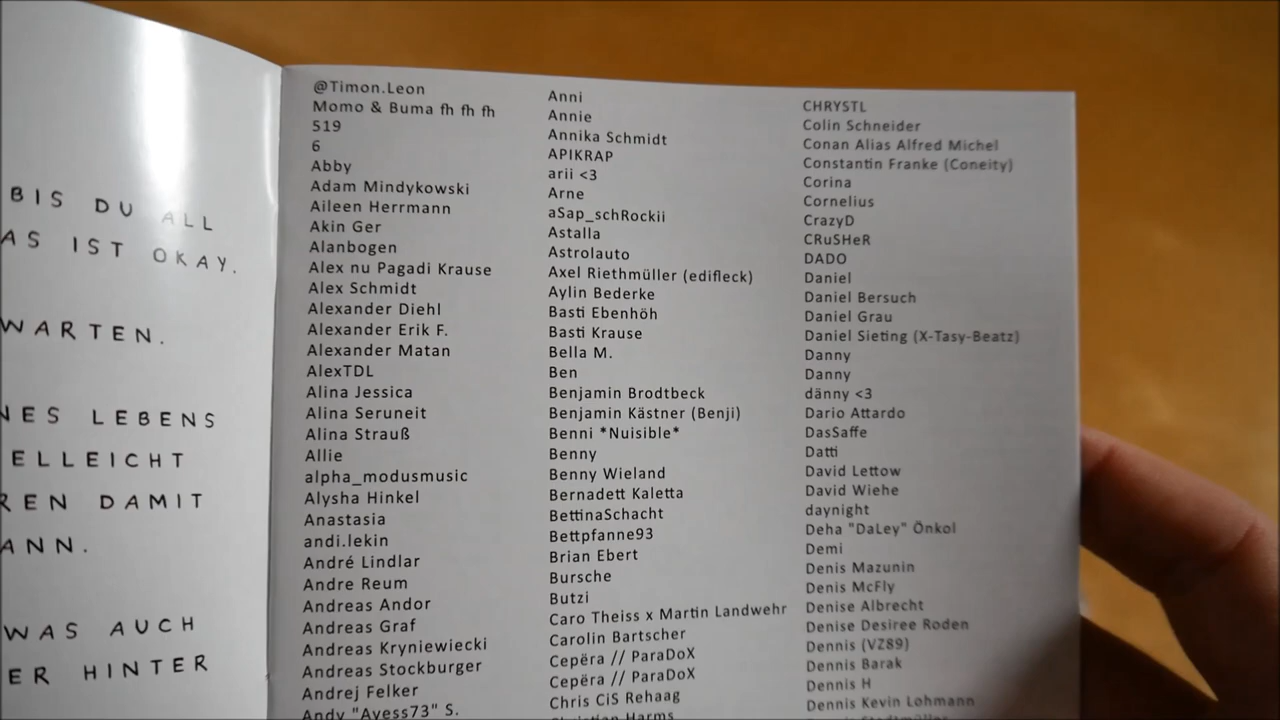 BIS DU ALL
AS IST OKAY.
WARTEN.
NES LEBENS
ELLEICHT
REN DAMIT
ANN.
WAS AUCH
ER HINTER
@Timon.Leon
Momo & Buma fh fh fh
519
6
Abby
Adam Mindykowski
Aileen Herrmann
Akin Ger
Alanbogen
Alex nu Pagadi Krause
Alex Schmidt
Alexander Diehl
Alexander Erik F.
Alexander Matan
AlexTDL
Alina Jessica
Alina Seruneit
Alina Strauß
Allie
alpha_modusmusic
Alysha Hinkel
Anastasia
andi.lekin
André Lindlar
Andre Reum
Andreas Andor
Andreas Graf
Andreas Kryniewiecki
Andreas Stockburger
Andrej Felker
Andy "Ayess73" S.
Anni
Annie
Annika Schmidt
APIKRAP
arii <3
Arne
aSap_schRockii
Astalla
Astrolauto
Axel Riethmüller (edifleck)
Aylin Bederke
Basti Ebenhöh
Basti Krause
Bella M.
Ben
Benjamin Brodtbeck
Benjamin Kästner (Benji)
Benni *Nuisible*
Benny
Benny Wieland
Bernadett Kaletta
BettinaSchacht
Bettpfanne93
Brian Ebert
Bursche
Butzi
Caro Theiss x Martin Landwehr
Carolin Bartscher
Cepëra // ParaDoX
Cepëra // ParaDoX
Chris CiS Rehaag
Christian Harms
CHRYSTL
Colin Schneider
Conan Alias Alfred Michel
Constantin Franke (Coneity)
Corina
Cornelius
CrazyD
CRuSHeR
DADO
Daniel
Daniel Bersuch
Daniel Grau
Daniel Sieting (X-Tasy-Beatz)
Danny
Danny
dänny <3
Dario Attardo
DasSaffe
Datti
David Lettow
David Wiehe
daynight
Deha "DaLey" Önkol
Demi
Denis Mazunin
Denis McFly
Denise Albrecht
Denise Desiree Roden
Dennis (VZ89)
Dennis Barak
Dennis H
Dennis Kevin Lohmann